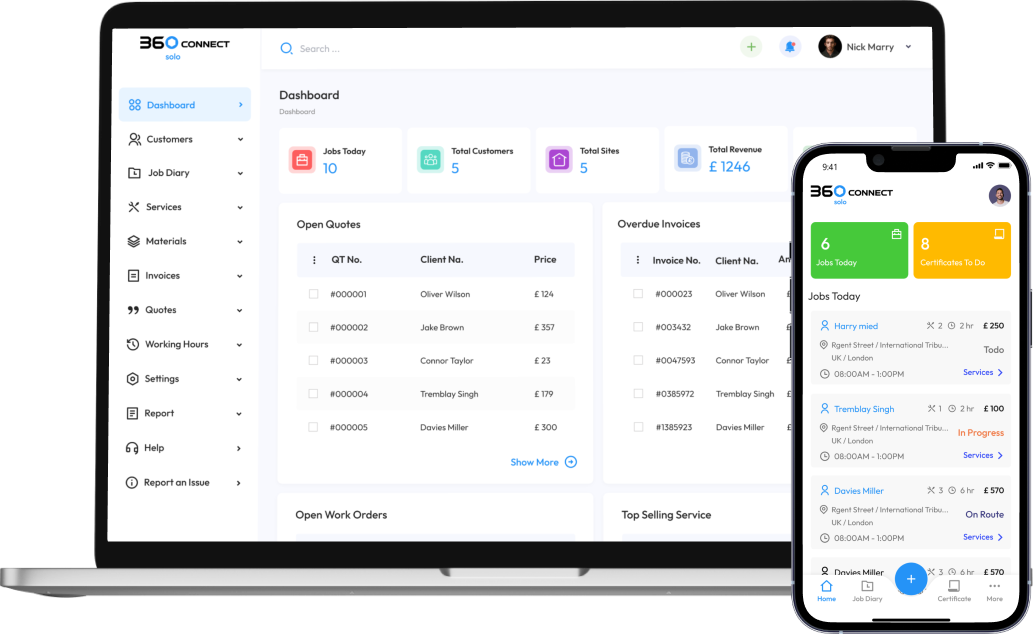 360 CONNECT
solo
Search ...
Nick Marry
Dashboard
Customers
Job Diary
Services
Materials
Invoices
Quotes
Working Hours
Settings
Report
Help
Report an Issue
Dashboard
Dashboard
Jobs Today
10
Total Customers
5
Total Sites
5
Total Revenue
£ 1246
Open Quotes
QT No. Client Na. Price
#000001 Oliver Wilson £ 124
#000002 Jake Brown £ 357
#000003 Connor Taylor £ 23
#000004 Tremblay Singh £ 179
#000005 Davies Miller £ 300
Show More
Overdue Invoices
Invoice No. Client Na. An
#000023 Oliver Wilson £
#003432 Jake Brown £
#0047593 Connor Taylor £
#0385972 Tremblay Singh £
#1385923 Davies Miller £
Open Work Orders
Top Selling Service
9:41
360 CONNECT
solo
6
Jobs Today
8
Certificates To Do
Jobs Today
Harry mied 2 2 hr £ 250
Rgent Street / International Tribu...
UK / London
Todo
08:00AM - 1:00PM Services
Tremblay Singh 1 2 hr £ 100
Rgent Street / International Tribu...
UK / London
In Progress
08:00AM - 1:00PM Services
Davies Miller 3 6 hr £ 570
Rgent Street / International Tribu...
UK / London
On Route
08:00AM - 1:00PM Services
Davies Miller 3 6 hr £ 570
Home Job Diary Certificate More